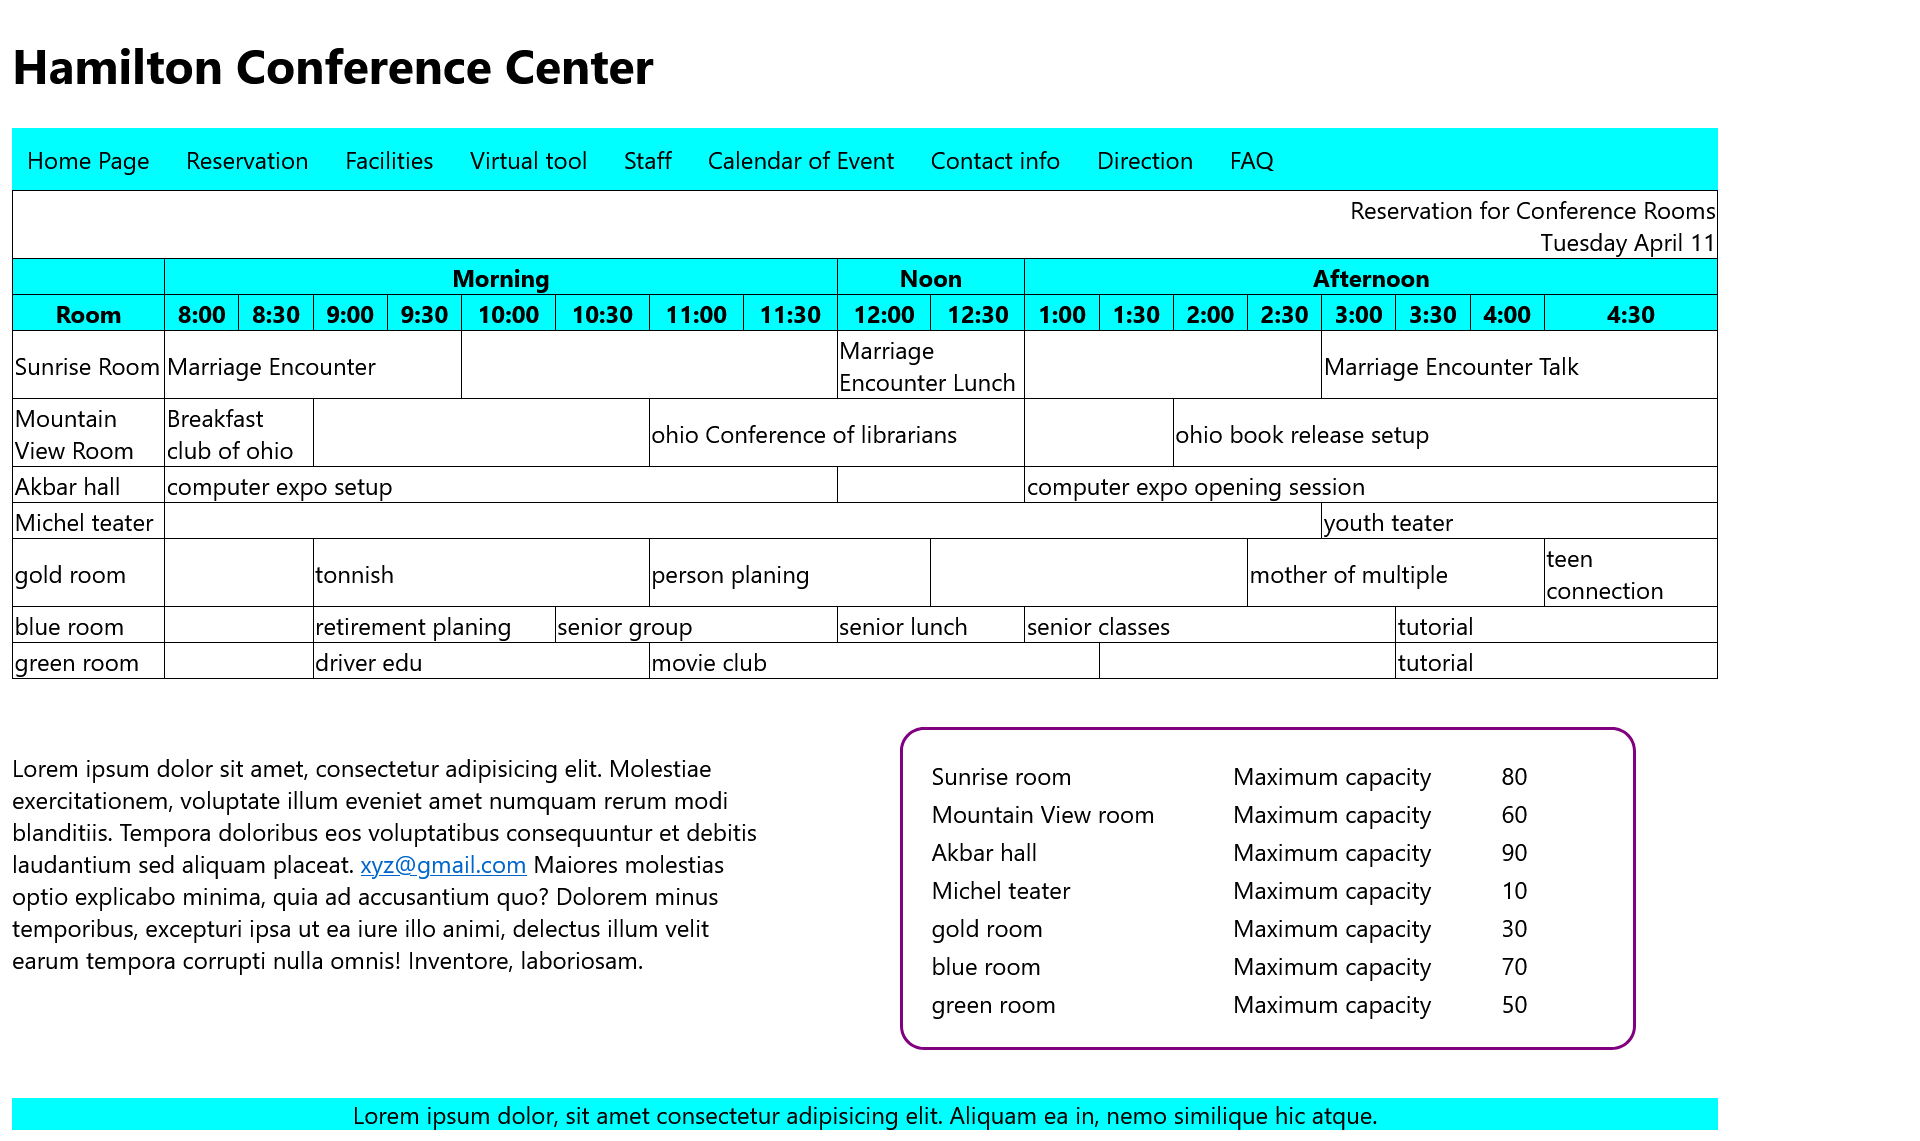 Hamilton Conference Center
Home Page Reservation Facilities Virtual tool Staff Calendar of Event Contact info Direction FAQ
Reservation for Conference Rooms
Tuesday April 11
Morning Noon Afternoon
Room 8:00 8:30 9:00 9:30 10:00 10:30 11:00 11:30 12:00 12:30 1:00 1:30 2:00 2:30 3:00 3:30 4:00 4:30
Sunrise Room Marriage Encounter Marriage Encounter Lunch Marriage Encounter Talk
Mountain View Room Breakfast club of ohio ohio Conference of librarians ohio book release setup
Akbar hall computer expo setup computer expo opening session
Michel teater youth teater
gold room tonnish person planing mother of multiple teen connection
blue room retirement planing senior group senior lunch senior classes tutorial
green room driver edu movie club tutorial
Lorem ipsum dolor sit amet, consectetur adipisicing elit. Molestiae
exercitationem, voluptate illum eveniet amet numquam rerum modi
blanditiis. Tempora doloribus eos voluptatibus consequuntur et debitis
laudantium sed aliquam placeat. xyz@gmail.com Maiores molestias
optio explicabo minima, quia ad accusantium quo? Dolorem minus
temporibus, excepturi ipsa ut ea iure illo animi, delectus illum velit
earum tempora corrupti nulla omnis! Inventore, laboriosam.
Sunrise room Maximum capacity 80
Mountain View room Maximum capacity 60
Akbar hall Maximum capacity 90
Michel teater Maximum capacity 10
gold room Maximum capacity 30
blue room Maximum capacity 70
green room Maximum capacity 50
Lorem ipsum dolor, sit amet consectetur adipisicing elit. Aliquam ea in, nemo similique hic atque.